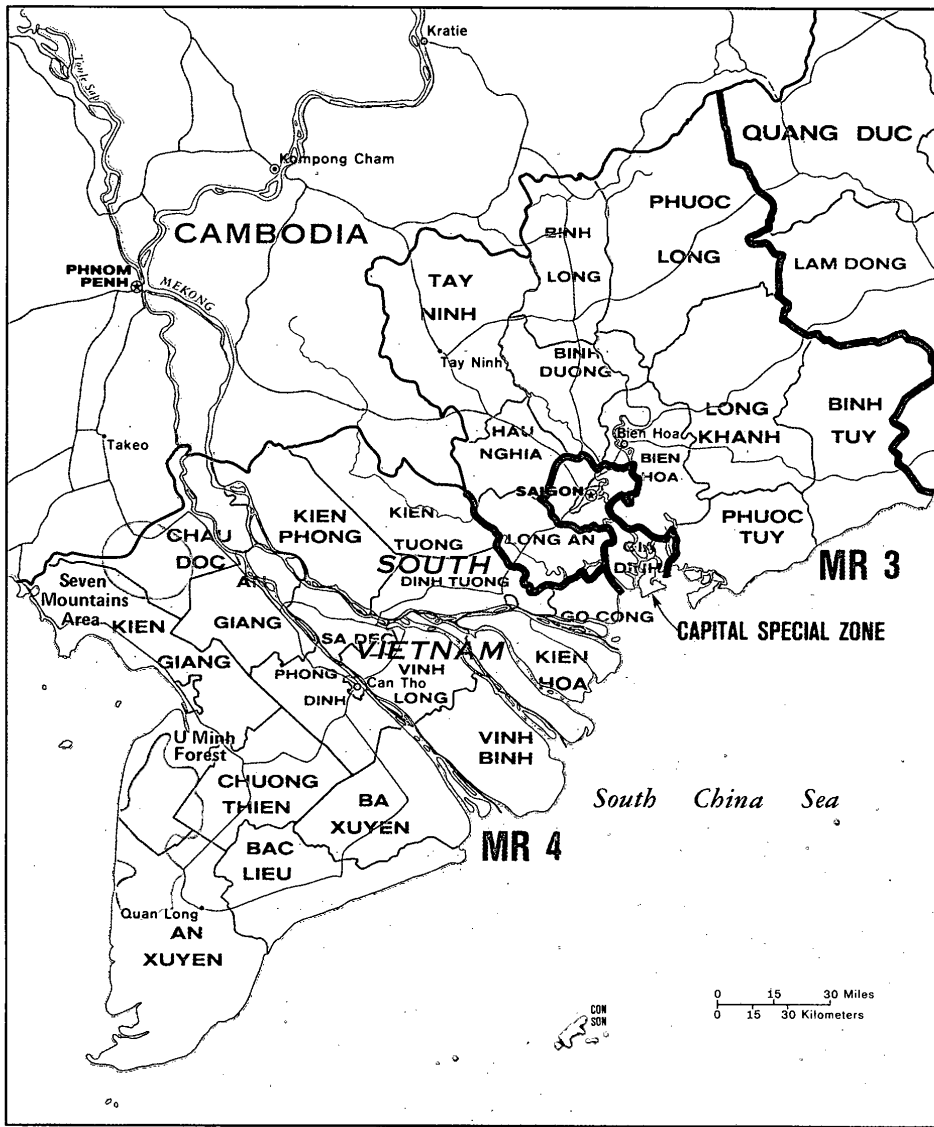 Kratie
Tonle Sab
QUANG DUC
Kompong Cham
PHUOC
LONG
BINH
LONG
CAMBODIA
LAM DONG
PHNOM
PENH
MEKONG
TAY
NINH
Tay Ninh
BINH
DUONG
LONG
KHANH
BINH
TUY
HAU
NGHIA
Bien Hoa
BIEN
HOA
Takeo
SAIGON
KIEN
PHONG
KIEN
TUONG
LONG AN
PHUOC
TUY
MR 3
CHAU
DOC
SOUTH
VIETNAM
DINH TUONG
GIA
DINH
Seven
Mountains
Area
AN
GIANG
KIEN
GIANG
SA DEC
GO CONG
CAPITAL SPECIAL ZONE
KIEN
HOA
PHONG
DINH
Can Tho
VINH
LONG
U Minh
Forest
VINH
BINH
CHUONG
THIEN
BA
XUYEN
South China Sea
MR 4
BAC
LIEU
Quan Long
AN
XUYEN
0 15 30 Miles
0 15 30 Kilometers
CON
SON